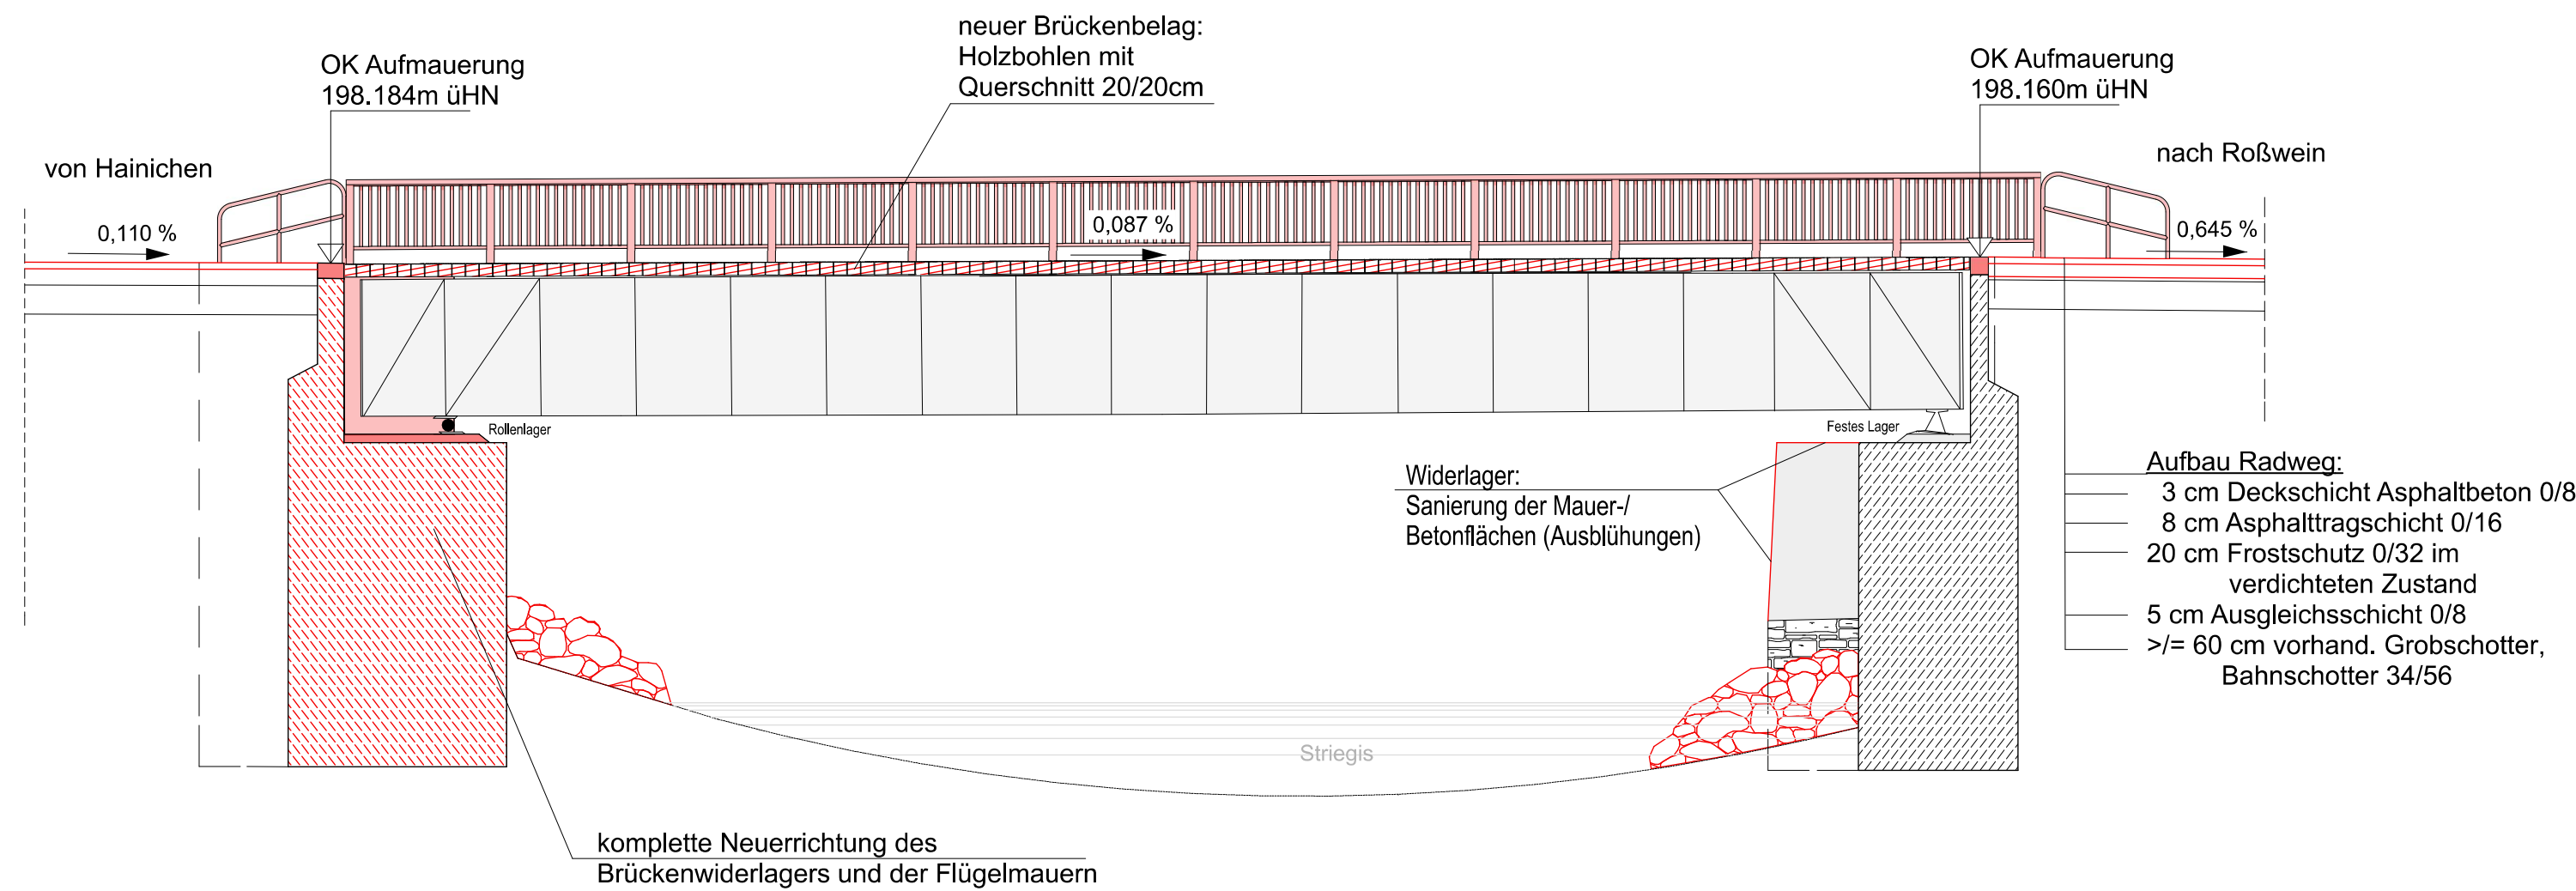 neuer Brückenbelag:
Holzbohlen mit
Querschnitt 20/20cm
OK Aufmauerung
198.184m üHN
OK Aufmauerung
198.160m üHN
von Hainichen
nach Roßwein
0,110 %
0,087 %
0,645 %
Rollenlager
Festes Lager
Widerlager:
Sanierung der Mauer-/
Betonflächen (Ausblühungen)
Aufbau Radweg:
3 cm Deckschicht Asphaltbeton 0/8
8 cm Asphalttragschicht 0/16
20 cm Frostschutz 0/32 im
verdichteten Zustand
5 cm Ausgleichsschicht 0/8
>/= 60 cm vorhand. Grobschotter,
Bahnschotter 34/56
Striegis
komplette Neuerrichtung des
Brückenwiderlagers und der Flügelmauern